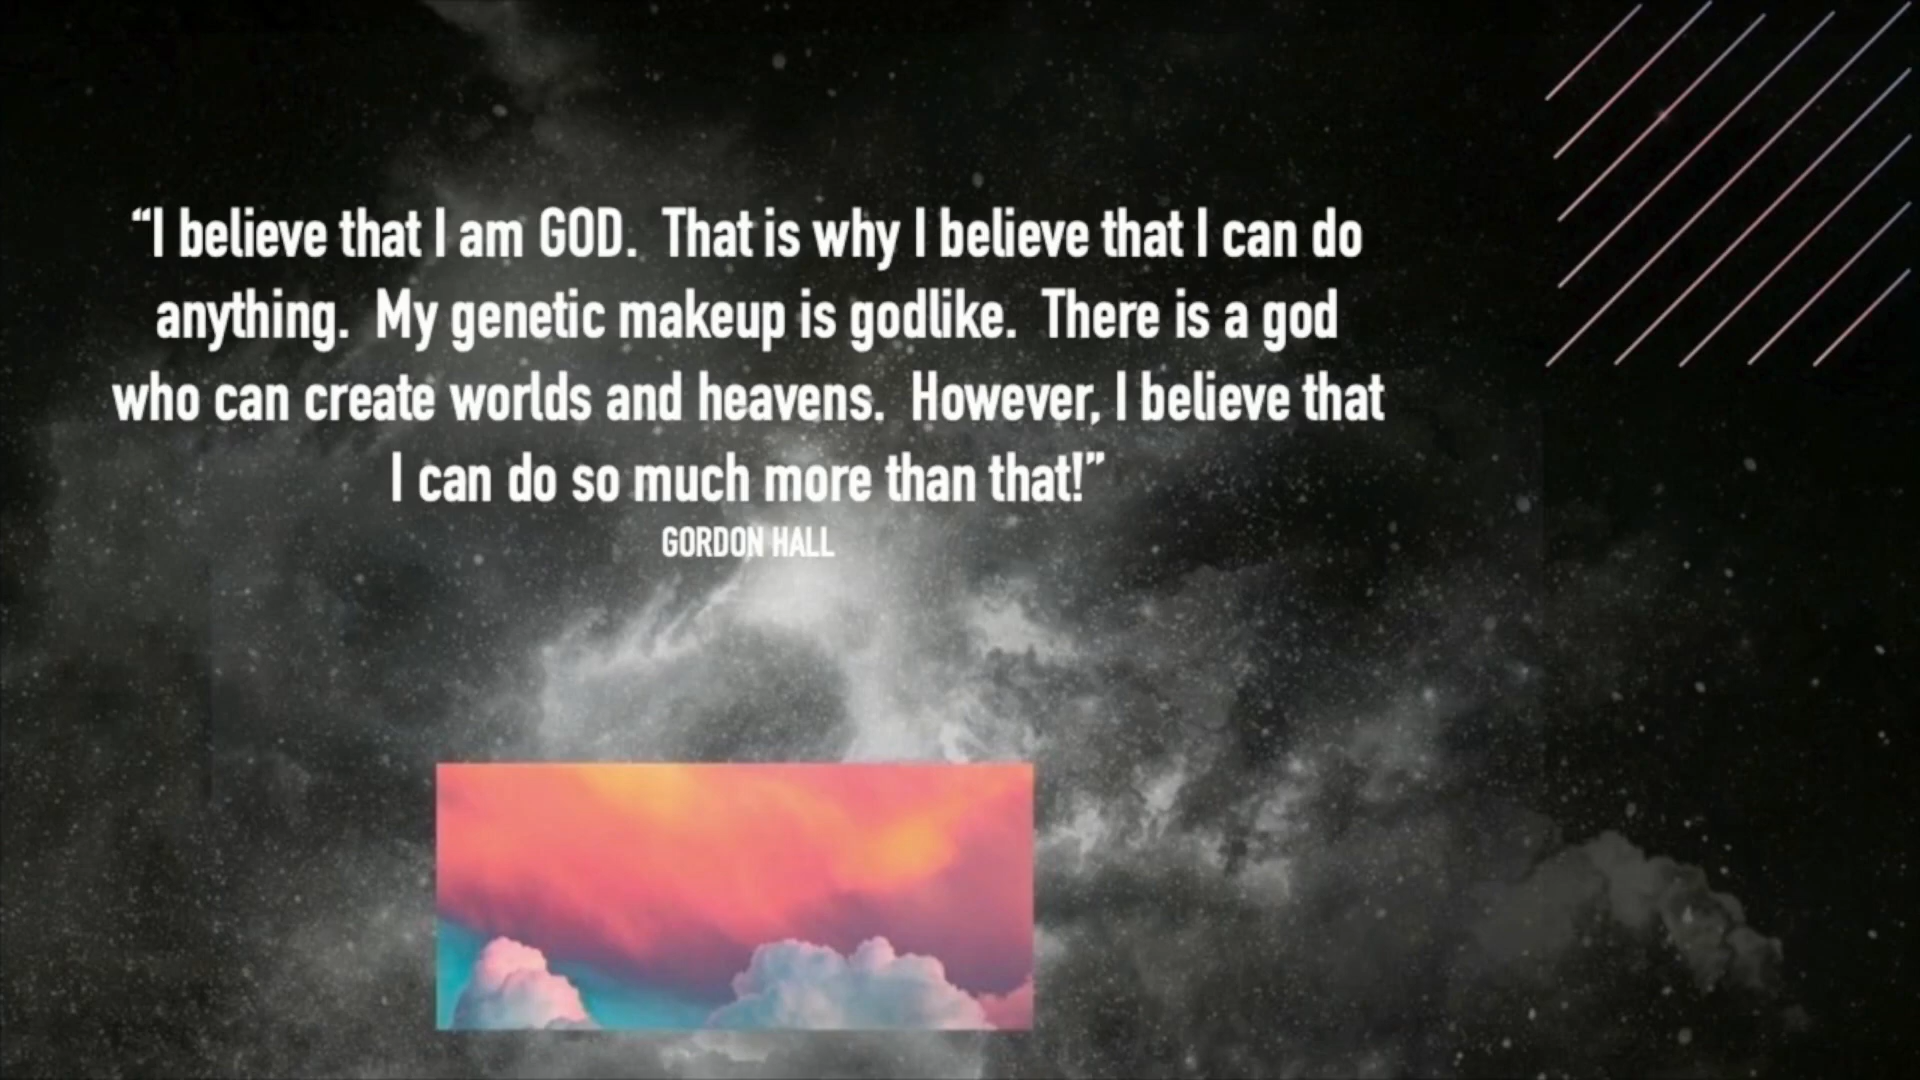 “I believe that I am GOD.  That is why I believe that I can do
anything.  My genetic makeup is godlike.  There is a god
who can create worlds and heavens.  However, I believe that
I can do so much more than that!”
GORDON HALL